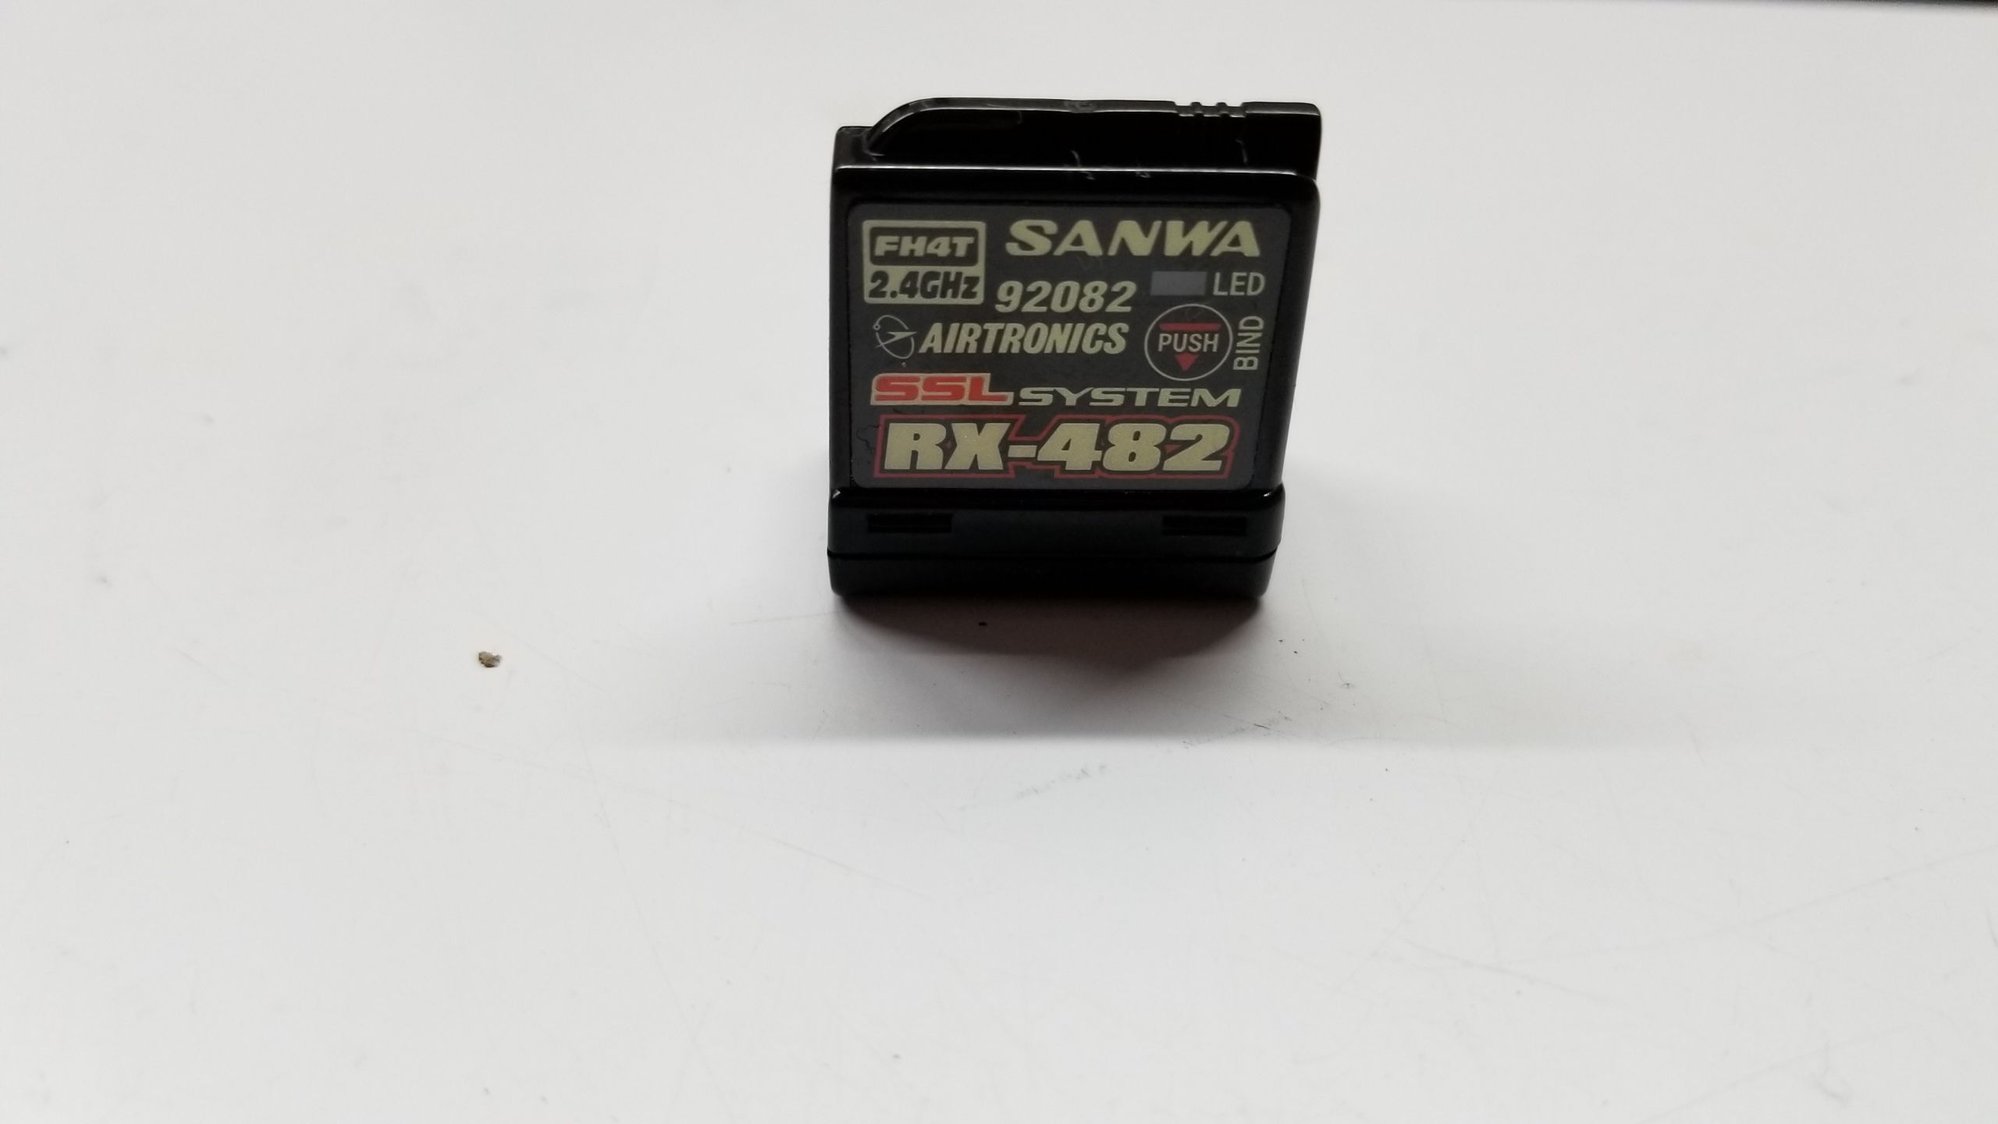 FH4T
2.4GHz
SANWA
92082
LED
AIRTRONICS
PUSH
BIND
SSL SYSTEM
RX-482